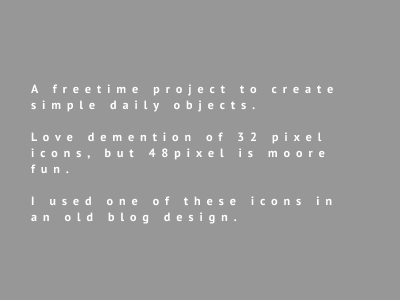 A freetime project to create
simple daily objects.
Love demention of 32 pixel
icons, but 48pixel is moore
fun.
I used one of these icons in
an old blog design.